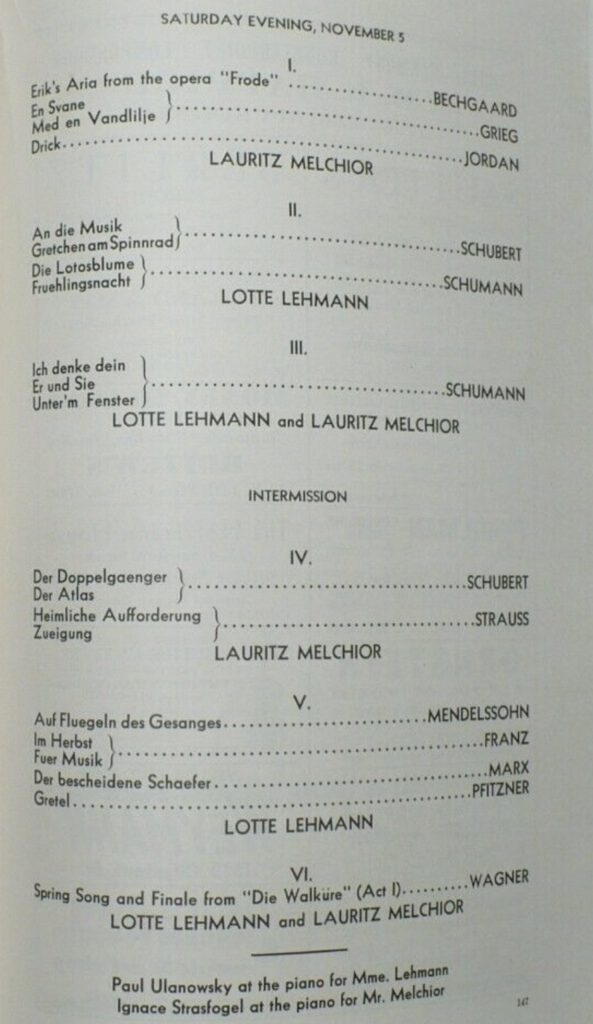 SATURDAY EVENING, NOVEMBER 5
I.
Erik's Aria from the opera "Frode" ..................BECHGAARD
En Svane
Med en Vandlilje } ..................GRIEG
Drick..................JORDAN
LAURITZ MELCHIOR
II.
An die Musik
Gretchen am Spinnrad } ..................SCHUBERT
Die Lotosblume
Fruehlingsnacht } ..................SCHUMANN
LOTTE LEHMANN
III.
Ich denke dein
Er und Sie
Unter'm Fenster } ..................SCHUMANN
LOTTE LEHMANN and LAURITZ MELCHIOR
INTERMISSION
IV.
Der Doppelgaenger
Der Atlas } ..................SCHUBERT
Heimliche Aufforderung
Zueigung } ..................STRAUSS
LAURITZ MELCHIOR
V.
Auf Fluegeln des Gesanges..................MENDELSSOHN
Im Herbst
Fuer Musik } ..................FRANZ
Der bescheidene Schaefer..................MARX
Gretel..................PFITZNER
LOTTE LEHMANN
VI.
Spring Song and Finale from "Die Walküre" (Act I)..........WAGNER
LOTTE LEHMANN and LAURITZ MELCHIOR
Paul Ulanowsky at the piano for Mme. Lehmann
Ignace Strasfogel at the piano for Mr. Melchior
147